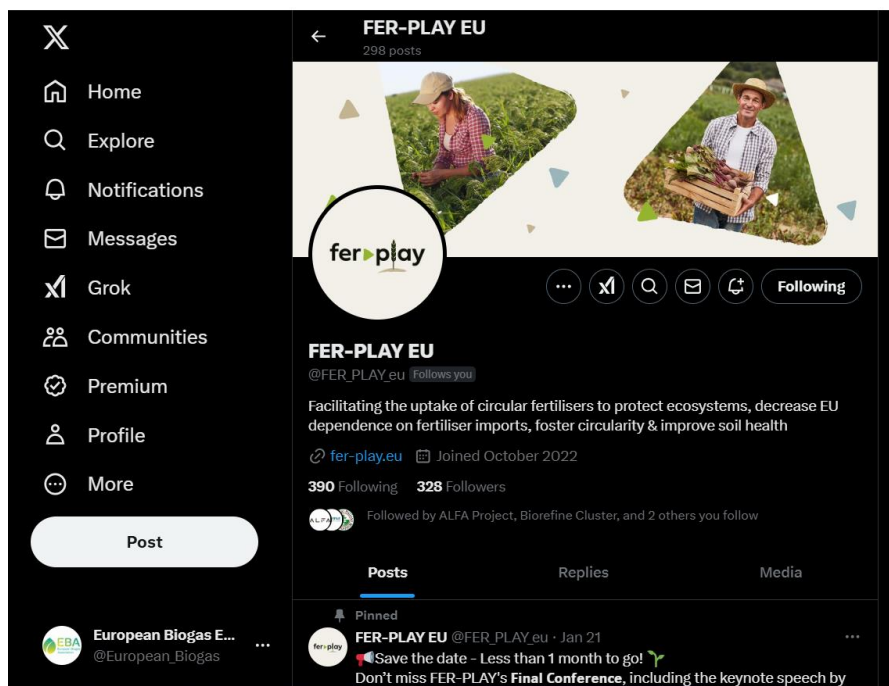 Home
Explore
Notifications
Messages
Grok
Communities
Premium
Profile
More
Post
European Biogas E...
@European_Biogas
EBA
FER-PLAY EU
298 posts
fer play
Following
FER-PLAY EU
@FER_PLAY_eu Follows you
Facilitating the uptake of circular fertilisers to protect ecosystems, decrease EU
dependence on fertiliser imports, foster circularity & improve soil health
fer-play.eu Joined October 2022
390 Following 328 Followers
Followed by ALFA Project, Biorefine Cluster, and 2 others you follow
Posts Replies Media
Pinned
FER-PLAY EU @FER_PLAY_eu · Jan 21
fer play
📢Save the date - Less than 1 month to go! 🌱
Don't miss FER-PLAY's Final Conference, including the keynote speech by